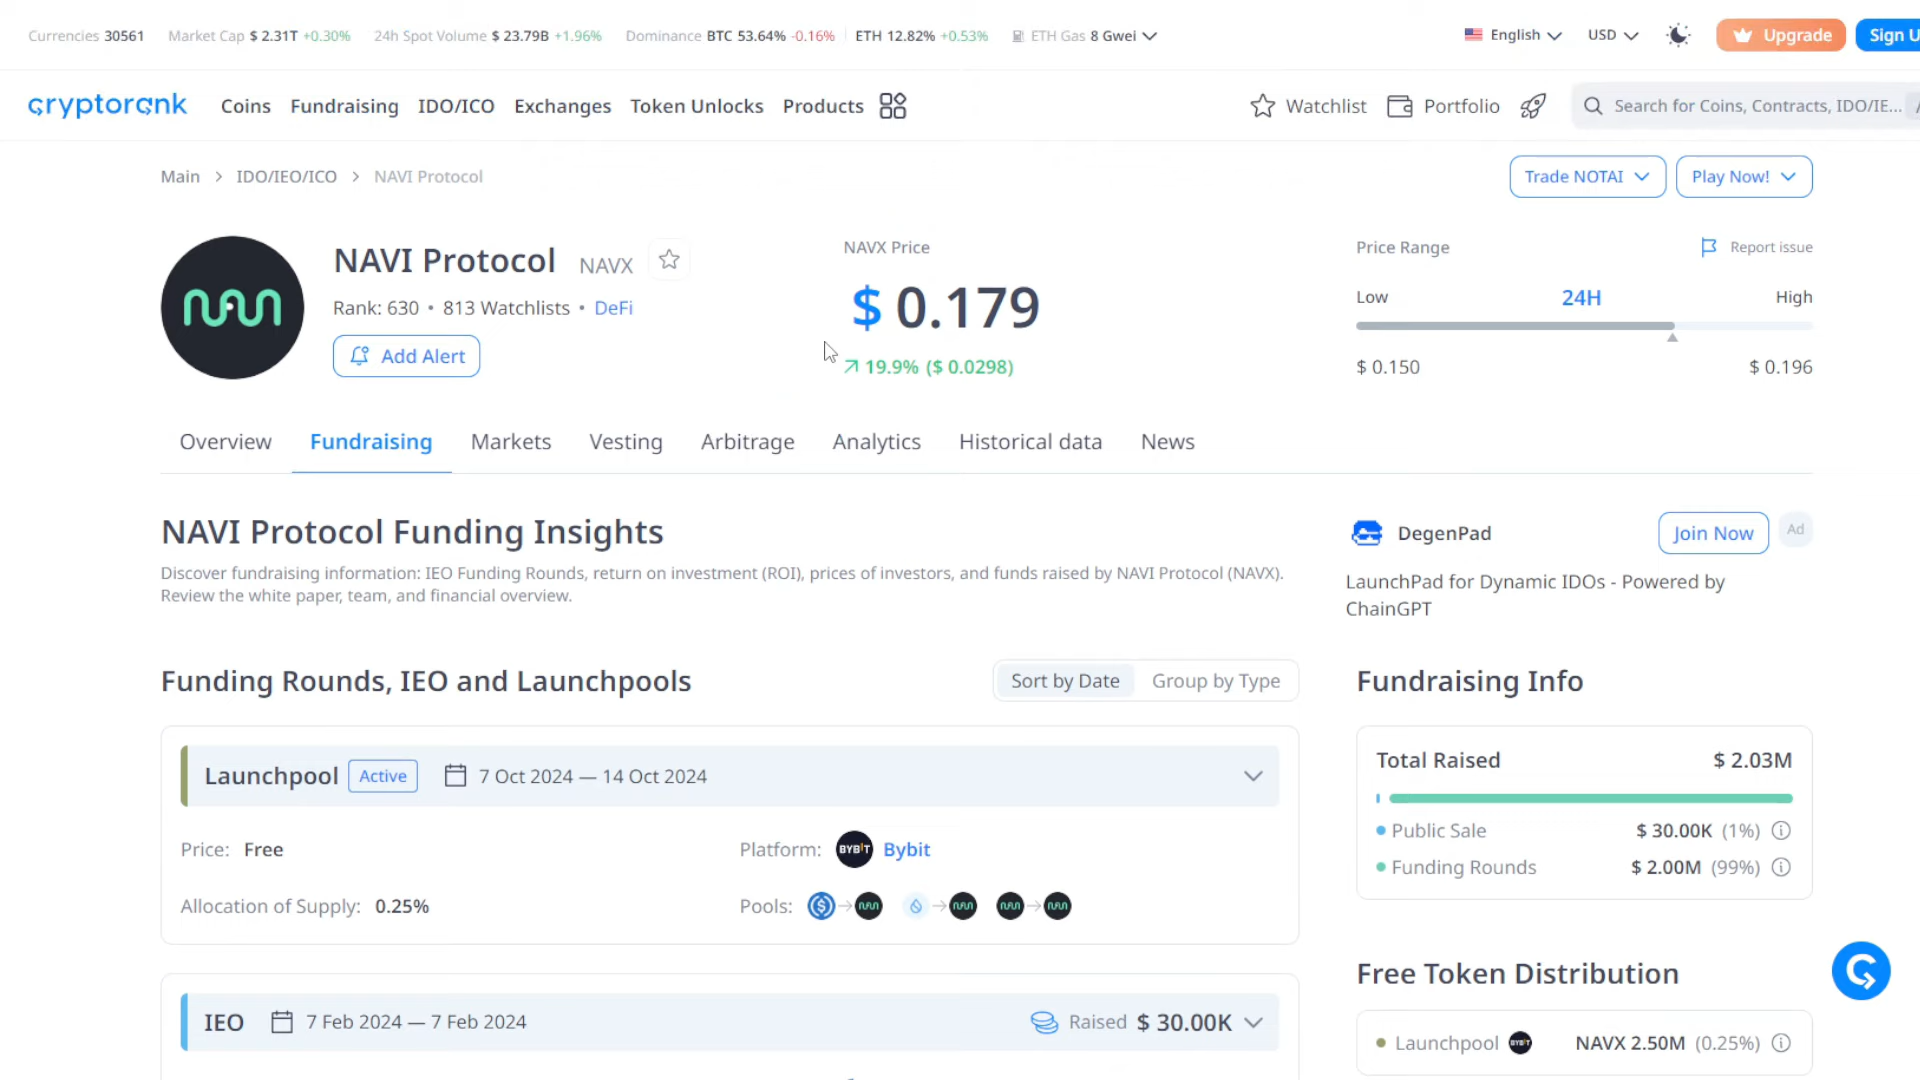 Currencies 30561 Market Cap $ 2.31T +0.30% 24h Spot Volume $ 23.79B +1.96% Dominance BTC 53.64% -0.16% ETH 12.82% +0.53% ETH Gas 8 Gwei English USD Upgrade Sign U
cryptorank Coins Fundraising IDO/ICO Exchanges Token Unlocks Products Watchlist Portfolio Search for Coins, Contracts, IDO/IE... /
Main > IDO/IEO/ICO > NAVI Protocol Trade NOTAI Play Now!
NAVI Protocol NAVX
Rank: 630 • 813 Watchlists • DeFi
Add Alert
NAVX Price
$ 0.179
19.9% ($ 0.0298)
Price Range Report issue
Low 24H High
$ 0.150 $ 0.196
Overview Fundraising Markets Vesting Arbitrage Analytics Historical data News
NAVI Protocol Funding Insights
Discover fundraising information: IEO Funding Rounds, return on investment (ROI), prices of investors, and funds raised by NAVI Protocol (NAVX).
Review the white paper, team, and financial overview.
DegenPad Join Now Ad
LaunchPad for Dynamic IDOs - Powered by
ChainGPT
Funding Rounds, IEO and Launchpools Sort by Date Group by Type
Launchpool Active 7 Oct 2024 — 14 Oct 2024
Price: Free Platform: BYBIT Bybit
Allocation of Supply: 0.25% Pools:
IEO 7 Feb 2024 — 7 Feb 2024 Raised $ 30.00K
Fundraising Info
Total Raised $ 2.03M
Public Sale $ 30.00K (1%)
Funding Rounds $ 2.00M (99%)
Free Token Distribution
Launchpool BYBIT NAVX 2.50M (0.25%)